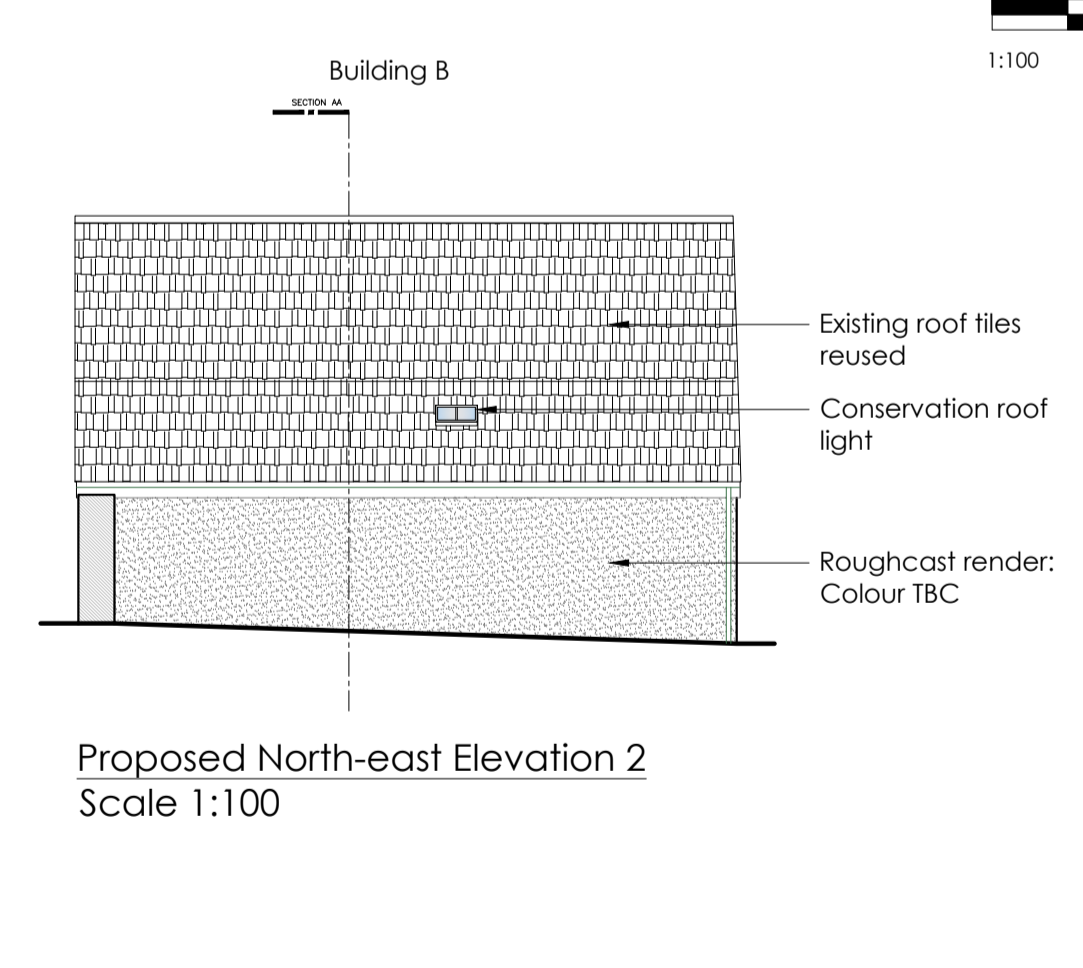 1:100
Building B
SECTION AA
Existing roof tiles
reused
Conservation roof
light
Roughcast render:
Colour TBC
Proposed North-east Elevation 2
Scale 1:100